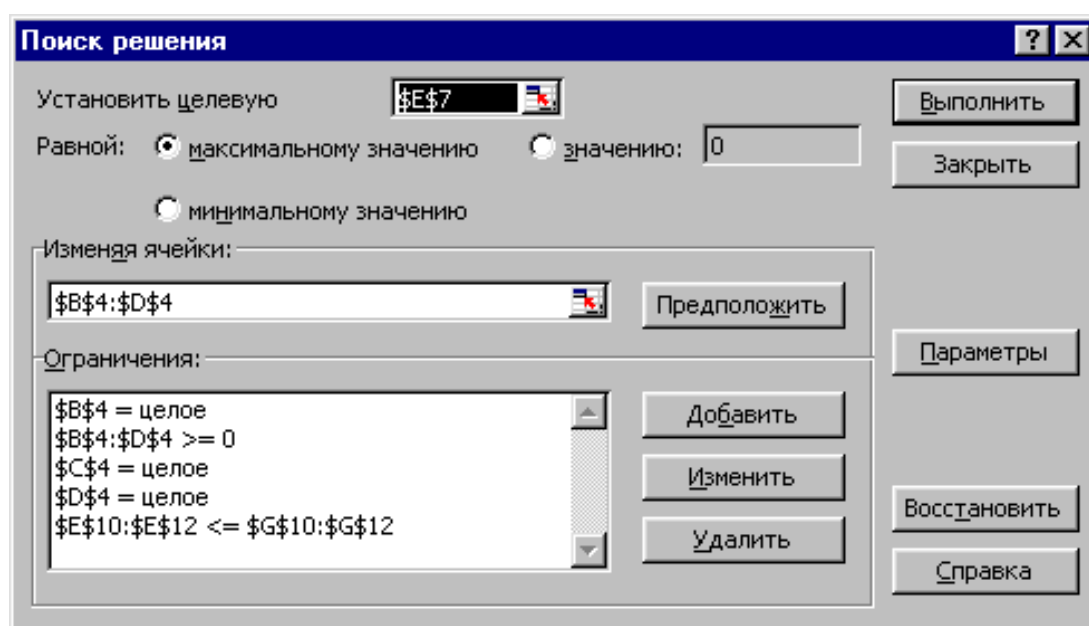 Поиск решения
Установить целевую $E$7 Выполнить
Равной: максимальному значению значению: 0 Закрыть
минимальному значению
Изменяя ячейки:
$B$4:$D$4 Предположить
Параметры
Ограничения:
$B$4 = целое Добавить
$B$4:$D$4 >= 0
$C$4 = целое Изменить
$D$4 = целое
$E$10:$E$12 <= $G$10:$G$12 Восстановить
Удалить
Справка